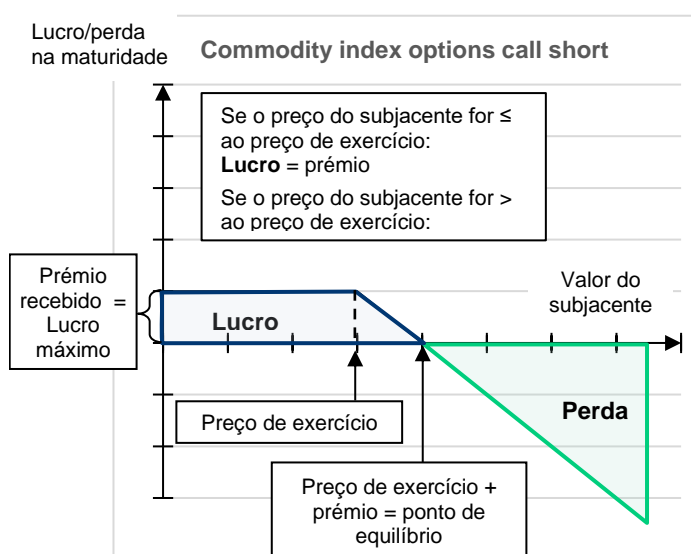 Lucro/perda
na maturidade
Commodity index options call short
Se o preço do subjacente for ≤
ao preço de exercício:
Lucro = prémio
Se o preço do subjacente for >
ao preço de exercício:
Prémio
recebido =
Lucro
máximo
Lucro
Valor do
subjacente
Preço de exercício
Perda
Preço de exercício +
prémio = ponto de
equilíbrio